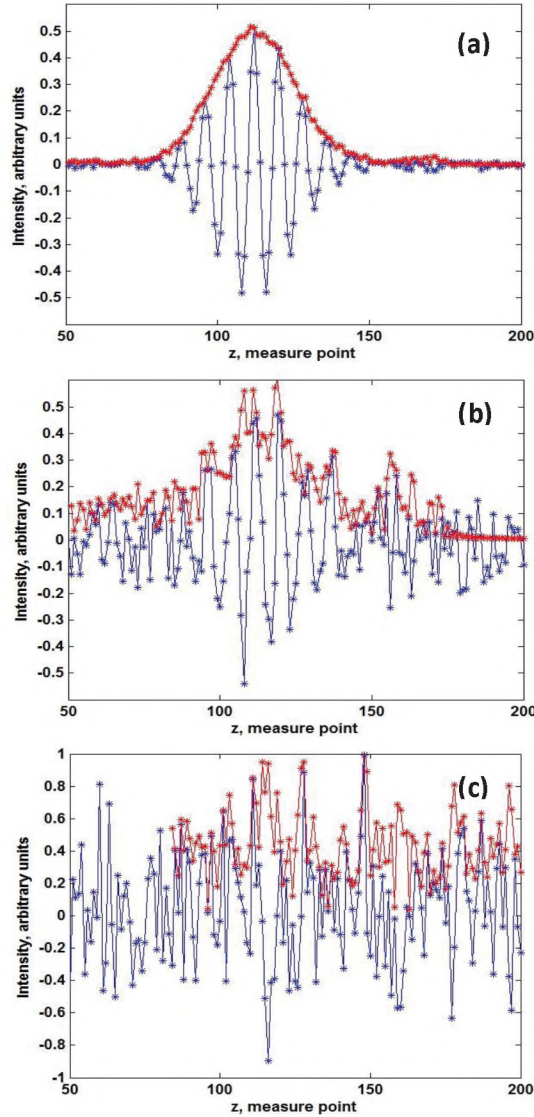 (a)
Intensity, arbitrary units
0.5
0.4
0.3
0.2
0.1
0
-0.1
-0.2
-0.3
-0.4
-0.5
50 100 150 200
z, measure point
(b)
Intensity, arbitrary units
0.5
0.4
0.3
0.2
0.1
0
-0.1
-0.2
-0.3
-0.4
-0.5
50 100 150 200
z, measure point
(c)
Intensity, arbitrary units
1
0.8
0.6
0.4
0.2
0
-0.2
-0.4
-0.6
-0.8
-1
50 100 150 200
z, measure point